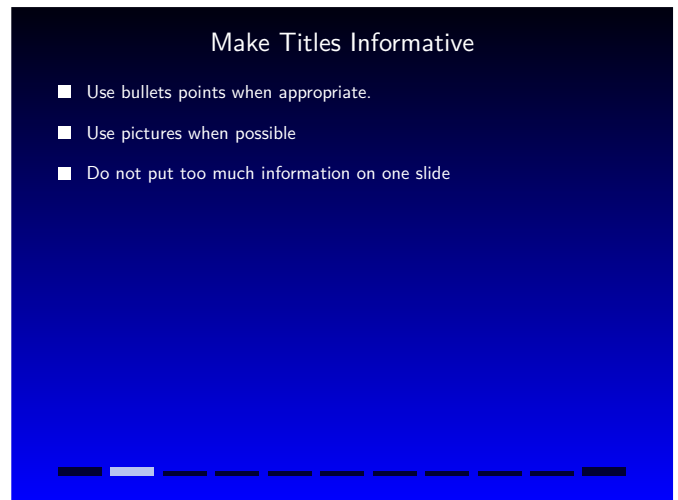 Make Titles Informative
Use bullets points when appropriate.
Use pictures when possible
Do not put too much information on one slide